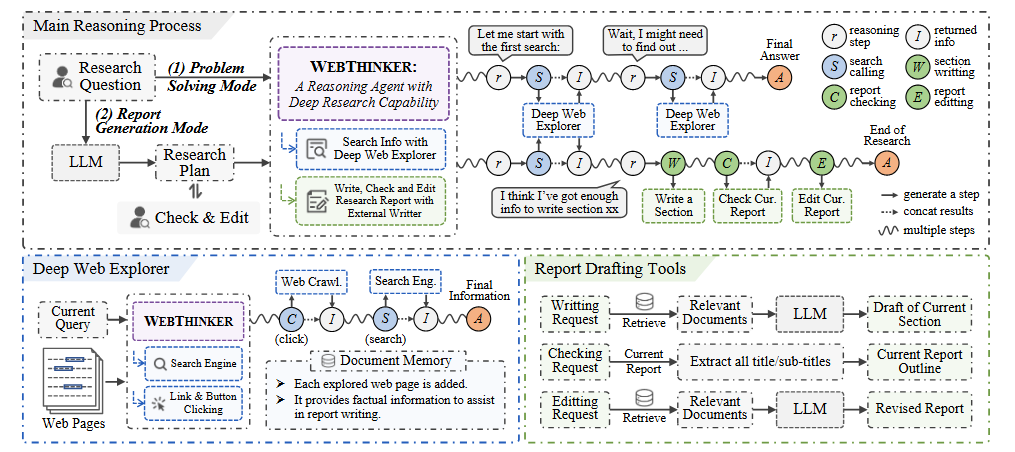 Main Reasoning Process
Research
Question
(1) Problem
Solving Mode
(2) Report
Generation Mode
LLM
Research
Plan
Check & Edit
WEBTHINKER:
A Reasoning Agent with
Deep Research Capability
Search Info with
Deep Web Explorer
Write, Check and Edit
Research Report with
External Writter
Let me start with
the first search:
Wait, I might need
to find out ...
Final
Answer
r
S
I
r
S
I
A
Deep Web
Explorer
Deep Web
Explorer
End of
Research
r
S
I
r
W
C
I
E
A
I think I've got enough
info to write section xx
Write a
Section
Check Cur.
Report
Edit Cur.
Report
r reasoning
step
I returned
info
S search
calling
W section
writting
C report
checking
E report
editting
generate a step
concat results
multiple steps
Deep Web Explorer
Current
Query
Web Pages
WEBTHINKER
Search Engine
Link & Button
Clicking
Web Crawl.
Search Eng.
Final
Information
C
I
S
I
A
(click)
(search)
Document Memory
➤ Each explored web page is added.
➤ It provides factual information to assist
in report writing.
Report Drafting Tools
Writting
Request
Retrieve
Relevant
Documents
LLM
Draft of Current
Section
Checking
Request
Current
Report
Extract all title/sub-titles
Current Report
Outline
Editting
Request
Retrieve
Relevant
Documents
LLM
Revised Report